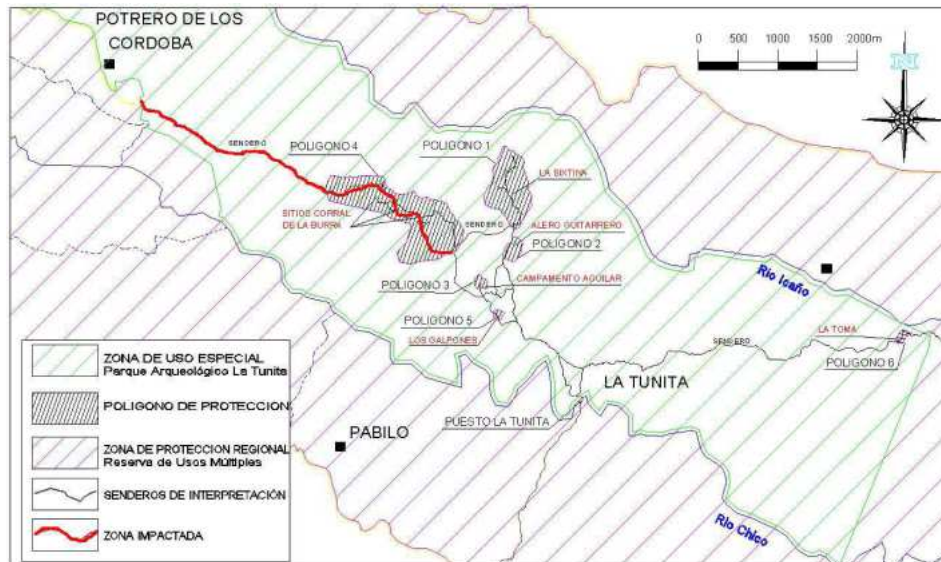 POTRERO DE LOS
CORDOBA
0 500 1000 1500 2000m
N
SENDERO
POLIGONO 4
POLIGONO 1
LA SIXTINA
SITIOS CORRAL
DE LA BURRA
SENDERO
ALERO GUITARRERO
POLÍGONO 2
POLÍGONO 3
CAMPAMENTO AGUILAR
Río Icaño
POLIGONO 5
LOS GALPONES
SENDERO
LA TOMA
POLIGONO 6
LA TUNITA
PUESTO LA TUNITA
PABILO
Río Chico
ZONA DE USO ESPECIAL
Parque Arqueológico La Tunita
POLIGONO DE PROTECCION
ZONA DE PROTECCION REGIONAL
Reserva de Usos Múltiples
SENDEROS DE INTERPRETACIÓN
ZONA IMPACTADA